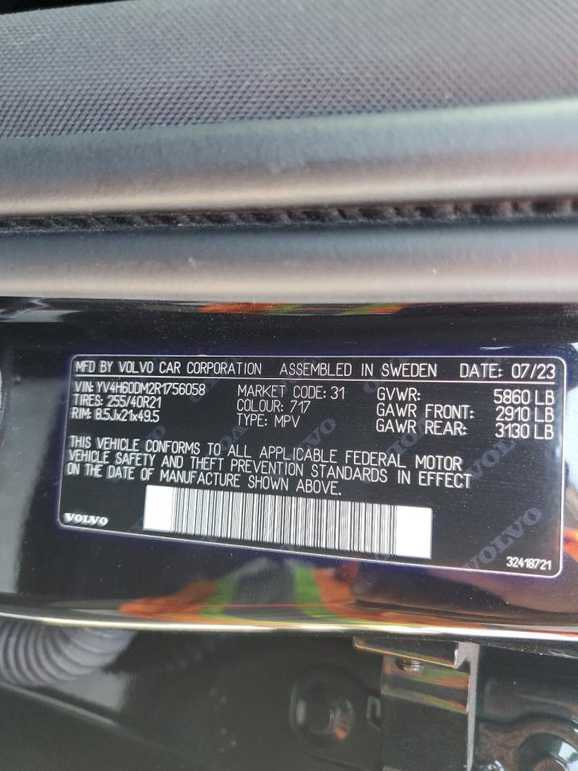 MFD BY VOLVO CAR CORPORATION ASSEMBLED IN SWEDEN DATE: 07/23
VIN: YV4H60DM2R1756058 MARKET CODE: 31 GVWR: 5860 LB
TIRES: 255/40R21 COLOUR: 717 GAWR FRONT: 2910 LB
RIM: 8.5Jx21x49.5 TYPE: MPV GAWR REAR: 3130 LB
THIS VEHICLE CONFORMS TO ALL APPLICABLE FEDERAL MOTOR
VEHICLE SAFETY AND THEFT PREVENTION STANDARDS IN EFFECT
ON THE DATE OF MANUFACTURE SHOWN ABOVE.
VOLVO
32418721